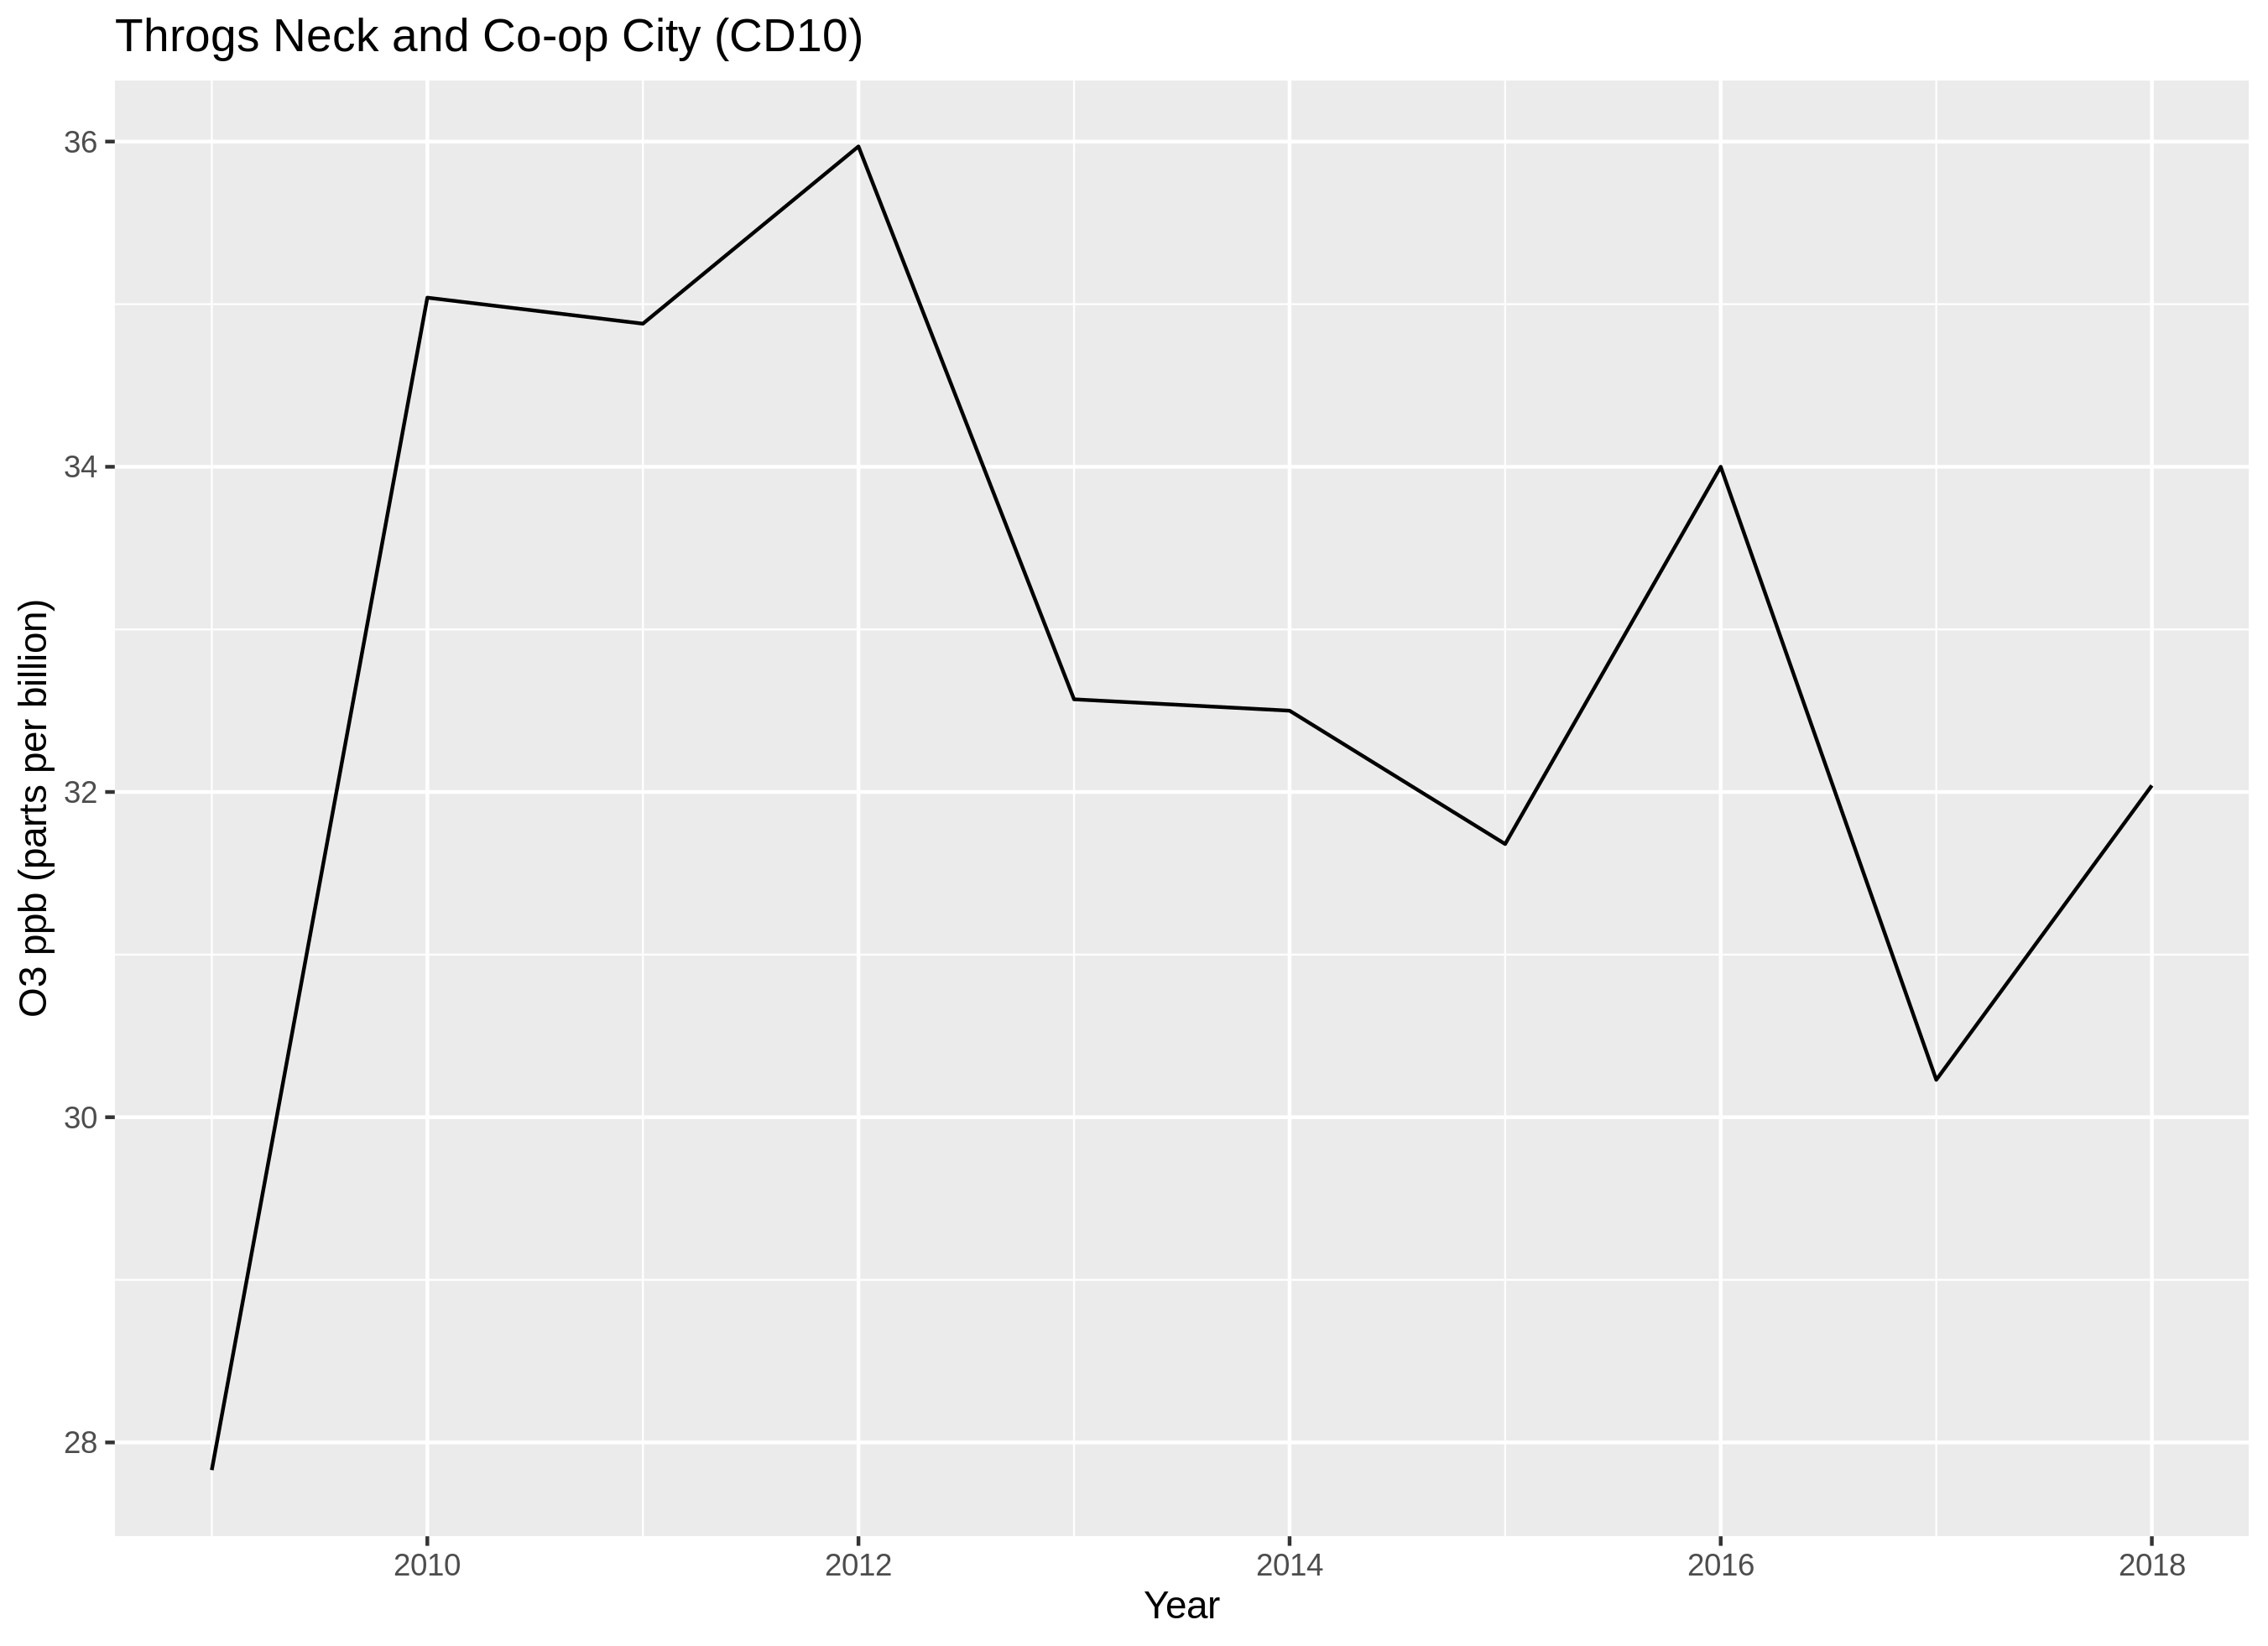 Throgs Neck and Co-op City (CD10)
O3 ppb (parts per billion)
36
34
32
30
28
2010 2012 2014 2016 2018
Year